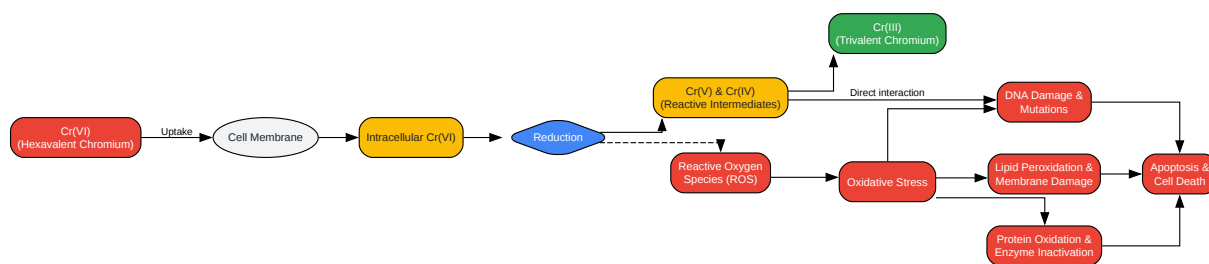 Cr(VI)
(Hexavalent Chromium)
Uptake
Cell Membrane
Intracellular Cr(VI)
Reduction
Cr(V) & Cr(IV)
(Reactive Intermediates)
Cr(III)
(Trivalent Chromium)
Direct interaction
Reactive Oxygen
Species (ROS)
Oxidative Stress
DNA Damage &
Mutations
Lipid Peroxidation &
Membrane Damage
Protein Oxidation &
Enzyme Inactivation
Apoptosis &
Cell Death